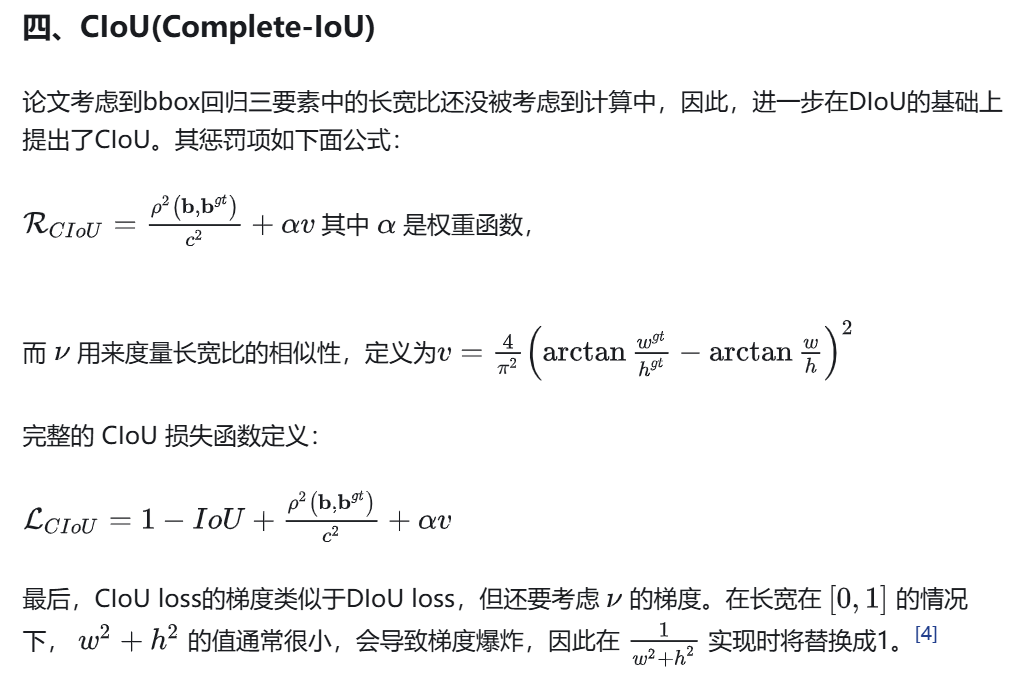 四、CIoU(Complete-IoU)
论文考虑到bbox回归三要素中的长宽比还没被考虑到计算中，因此，进一步在DIoU的基础上
提出了CIoU。其惩罚项如下面公式：
$\mathcal{R}_{CIoU} = \frac{\rho^2(\mathbf{b},\mathbf{b}^{gt})}{c^2} + \alpha v$ 其中 $\alpha$ 是权重函数，
而 $\nu$ 用来度量长宽比的相似性，定义为$v = \frac{4}{\pi^2}\left(\arctan\frac{w^{gt}}{h^{gt}} - \arctan\frac{w}{h}\right)^2$
完整的 CIoU 损失函数定义：
$\mathcal{L}_{CIoU} = 1 - IoU + \frac{\rho^2(\mathbf{b},\mathbf{b}^{gt})}{c^2} + \alpha v$
最后，CIoU loss的梯度类似于DIoU loss，但还要考虑 $\nu$ 的梯度。在长宽在 $[0, 1]$ 的情况
下， $w^2 + h^2$ 的值通常很小，会导致梯度爆炸，因此在 $\frac{1}{w^2+h^2}$ 实现时将替换成1。[4]